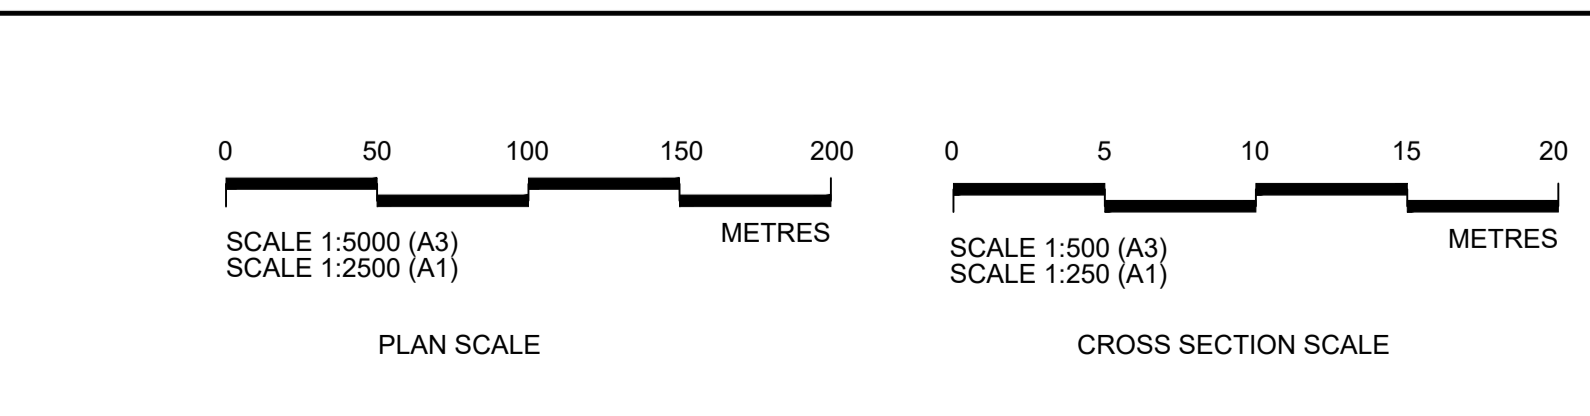 0 50 100 150 200
METRES
SCALE 1:5000 (A3)
SCALE 1:2500 (A1)
PLAN SCALE
0 5 10 15 20
METRES
SCALE 1:500 (A3)
SCALE 1:250 (A1)
CROSS SECTION SCALE